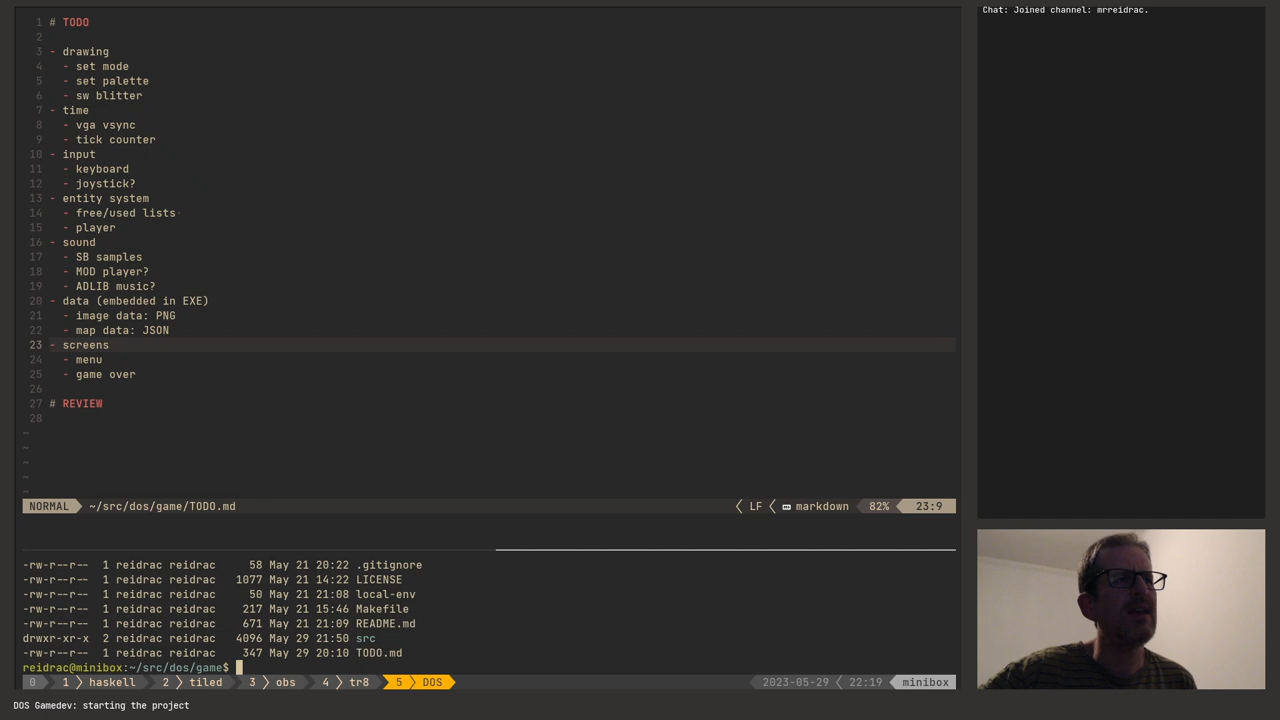 Chat: Joined channel: mrreidrac.
1 # TODO
2
3 - drawing
4 - set mode
5 - set palette
6 - sw blitter
7 - time
8 - vga vsync
9 - tick counter
10 - input
11 - keyboard
12 - joystick?
13 - entity system
14 - free/used lists
15 - player
16 - sound
17 - SB samples
18 - MOD player?
19 - ADLIB music?
20 - data (embedded in EXE)
21 - image data: PNG
22 - map data: JSON
23 - screens
24 - menu
25 - game over
26
27 # REVIEW
28
~
~
~
~
~
NORMAL ~/src/dos/game/TODO.md LF markdown 82% 23:9
-rw-r--r-- 1 reidrac reidrac 58 May 21 20:22 .gitignore
-rw-r--r-- 1 reidrac reidrac 1077 May 21 14:22 LICENSE
-rw-r--r-- 1 reidrac reidrac 50 May 21 21:08 local-env
-rw-r--r-- 1 reidrac reidrac 217 May 21 15:46 Makefile
-rw-r--r-- 1 reidrac reidrac 671 May 21 21:09 README.md
drwxr-xr-x 2 reidrac reidrac 4096 May 29 21:50 src
-rw-r--r-- 1 reidrac reidrac 347 May 29 20:10 TODO.md
reidrac@minibox:~/src/dos/game$
0 1 haskell 2 tiled 3 obs 4 tr8 5 DOS 2023-05-29 22:19 minibox
DOS Gamedev: starting the project